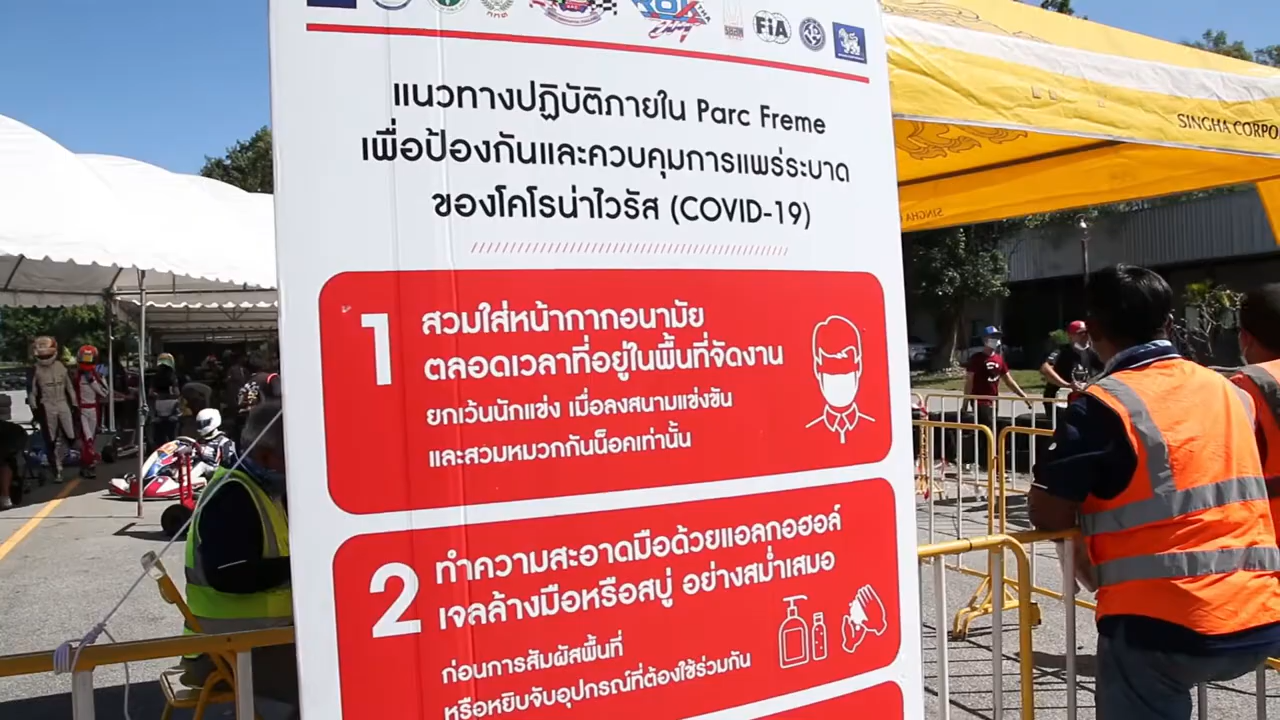 ROK
CUP
FIA
แนวทางปฏิบัติภายใน Parc Freme
เพื่อป้องกันและควบคุมการแพร่ระบาด
ของโคโรน่าไวรัส (COVID-19)
1
สวมใส่หน้ากากอนามัย
ตลอดเวลาที่อยู่ในพื้นที่จัดงาน
ยกเว้นนักแข่ง เมื่อลงสนามแข่งขัน
และสวมหมวกกันน็อคเท่านั้น
2
ทำความสะอาดมือด้วยแอลกอฮอล์
เจลล้างมือหรือสบู่ อย่างสม่ำเสมอ
ก่อนการสัมผัสพื้นที่
หรือหยิบจับอุปกรณ์ที่ต้องใช้ร่วมกัน
SINGHA CORPO